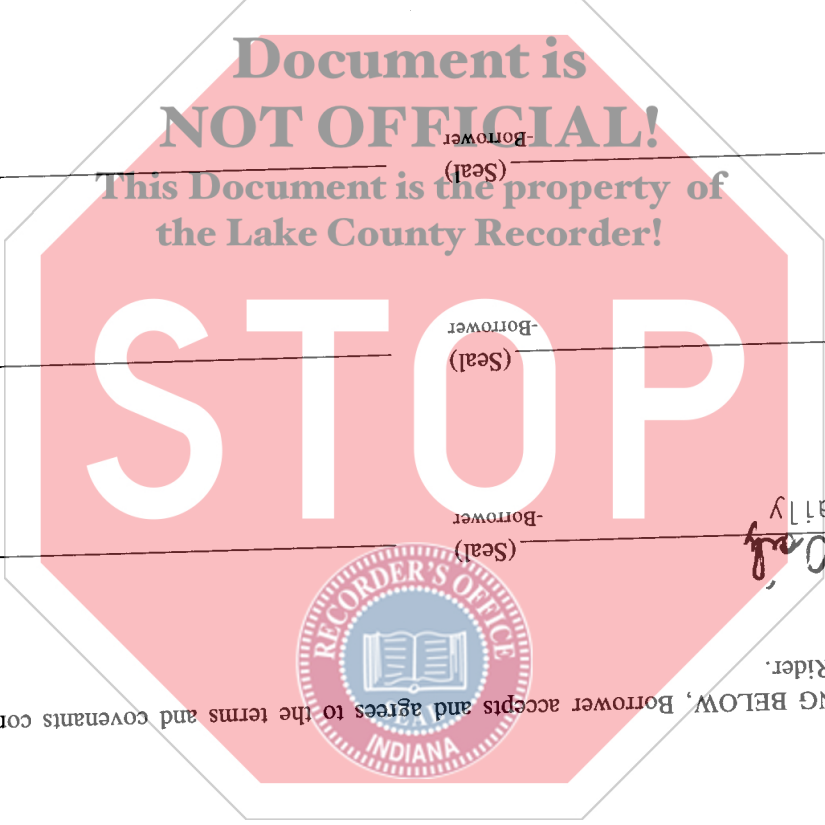 Document is
NOT OFFICIAL!
This Document is the property of
the Lake County Recorder!
STOP
RECORDER'S OFFICE
INDIANA
NG BELOW, Borrower accepts and agrees to the terms and covenants co
Rider.
(Seal)
-Borrower
(Seal)
-Borrower
(Seal)
-Borrower